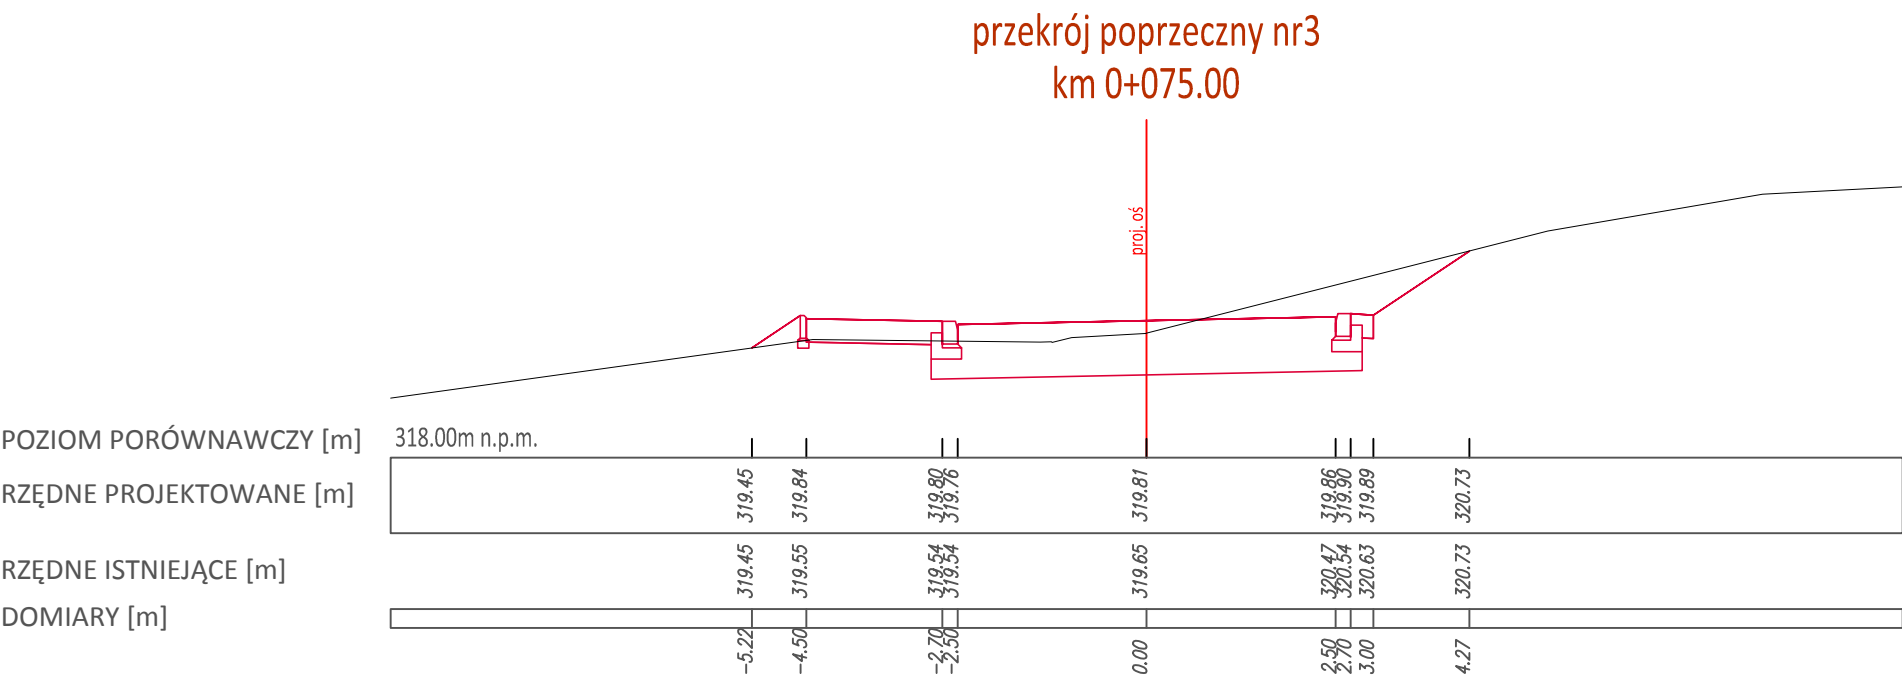 przekrój poprzeczny nr3
km 0+075.00
proj. oś
POZIOM PORÓWNAWCZY [m] 318.00m n.p.m.
RZĘDNE PROJEKTOWANE [m] 319.45 319.84 319.80 319.76 319.81 319.86 319.90 319.89 320.73
RZĘDNE ISTNIEJĄCE [m] 319.45 319.55 319.54 319.54 319.65 320.47 320.54 320.63 320.73
DOMIARY [m] -5.22 -4.50 -2.70 -2.50 0.00 2.50 2.70 3.00 4.27